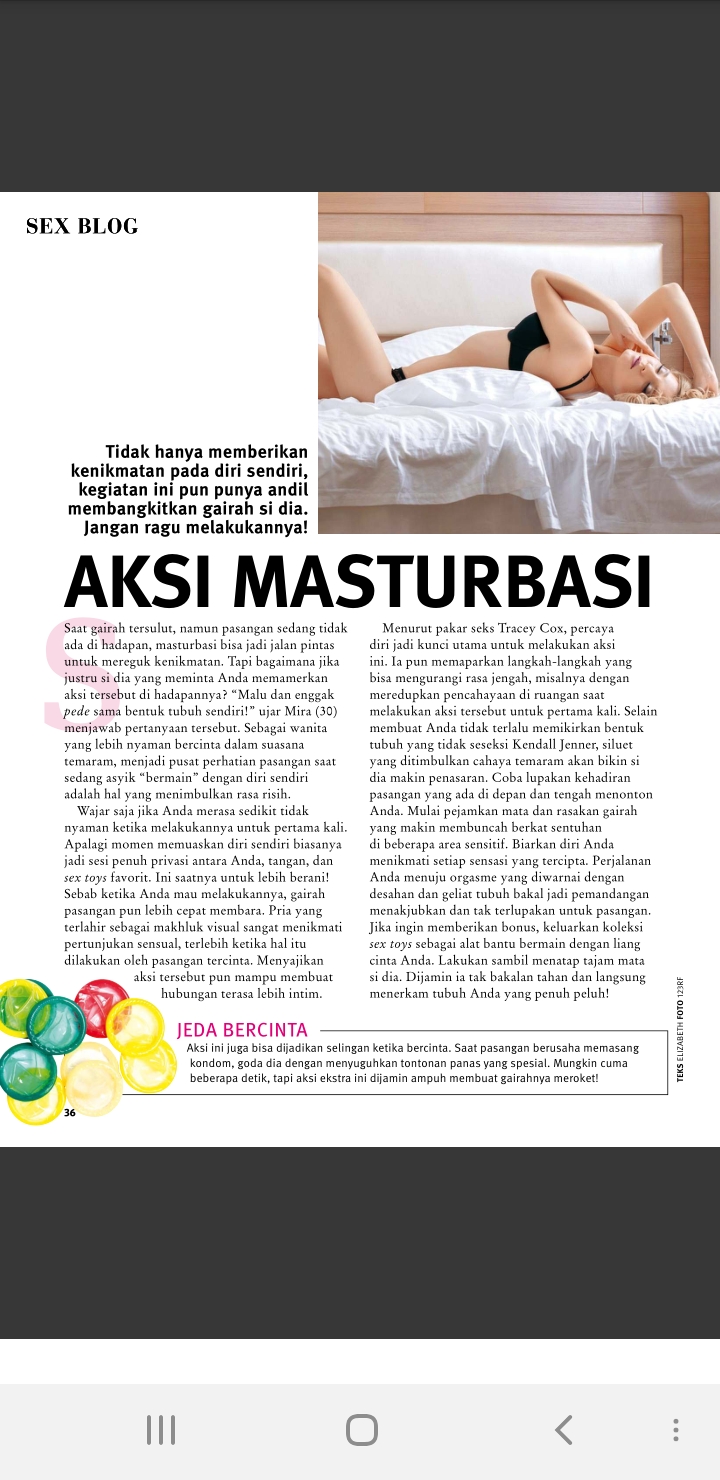 SEX BLOG
Tidak hanya memberikan
kenikmatan pada diri sendiri,
kegiatan ini pun punya andil
membangkitkan gairah si dia.
Jangan ragu melakukannya!
AKSI MASTURBASI
Saat gairah tersulut, namun pasangan sedang tidak
ada di hadapan, masturbasi bisa jadi jalan pintas
untuk mereguk kenikmatan. Tapi bagaimana jika
justru si dia yang meminta Anda memamerkan
aksi tersebut di hadapannya? “Malu dan enggak
pede sama bentuk tubuh sendiri!” ujar Mira (30)
menjawab pertanyaan tersebut. Sebagai wanita
yang lebih nyaman bercinta dalam suasana
temaram, menjadi pusat perhatian pasangan saat
sedang asyik “bermain” dengan diri sendiri
adalah hal yang menimbulkan rasa risih.
Wajar saja jika Anda merasa sedikit tidak
nyaman ketika melakukannya untuk pertama kali.
Apalagi momen memuaskan diri sendiri biasanya
jadi sesi penuh privasi antara Anda, tangan, dan
sex toys favorit. Ini saatnya untuk lebih berani!
Sebab ketika Anda mau melakukannya, gairah
pasangan pun lebih cepat membara. Pria yang
terlahir sebagai makhluk visual sangat menikmati
pertunjukan sensual, terlebih ketika hal itu
dilakukan oleh pasangan tercinta. Menyajikan
aksi tersebut pun mampu membuat
hubungan terasa lebih intim.
Menurut pakar seks Tracey Cox, percaya
diri jadi kunci utama untuk melakukan aksi
ini. Ia pun memaparkan langkah-langkah yang
bisa mengurangi rasa jengah, misalnya dengan
meredupkan pencahayaan di ruangan saat
melakukan aksi tersebut untuk pertama kali. Selain
membuat Anda tidak terlalu memikirkan bentuk
tubuh yang tidak seseksi Kendall Jenner, siluet
yang ditimbulkan cahaya temaram akan bikin si
dia makin penasaran. Coba lupakan kehadiran
pasangan yang ada di depan dan tengah menonton
Anda. Mulai pejamkan mata dan rasakan gairah
yang makin membuncah berkat sentuhan
di beberapa area sensitif. Biarkan diri Anda
menikmati setiap sensasi yang tercipta. Perjalanan
Anda menuju orgasme yang diwarnai dengan
desahan dan geliat tubuh bakal jadi pemandangan
menakjubkan dan tak terlupakan untuk pasangan.
Jika ingin memberikan bonus, keluarkan koleksi
sex toys sebagai alat bantu bermain dengan liang
cinta Anda. Lakukan sambil menatap tajam mata
si dia. Dijamin ia tak bakalan tahan dan langsung
menerkam tubuh Anda yang penuh peluh!
JEDA BERCINTA
Aksi ini juga bisa dijadikan selingan ketika bercinta. Saat pasangan berusaha memasang
kondom, goda dia dengan menyuguhkan tontonan panas yang spesial. Mungkin cuma
beberapa detik, tapi aksi ekstra ini dijamin ampuh membuat gairahnya meroket!
TEKS ELIZABETH FOTO 123RF
36